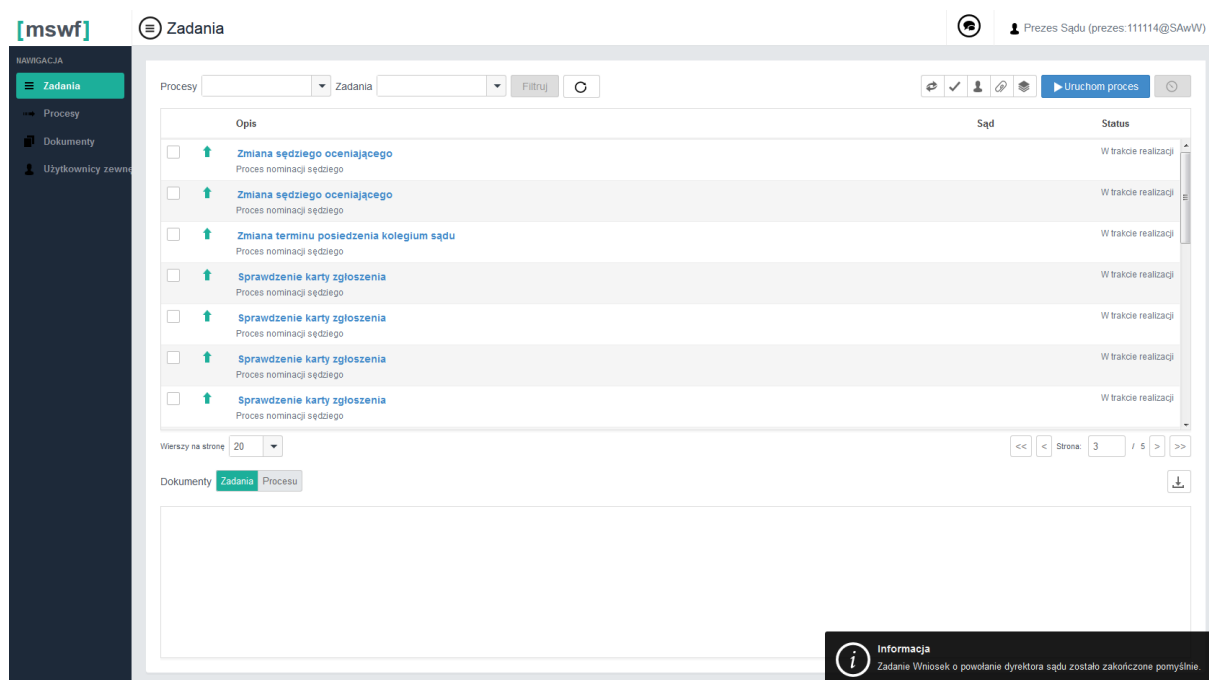 [mswf]
Zadania
Prezes Sądu (prezes:111114@SAwW)
NAWIGACJA
Zadania
Procesy
Dokumenty
Użytkownicy zewnę
Procesy Zadania Filtruj Uruchom proces
Opis Sąd Status
Zmiana sędziego oceniającego W trakcie realizacji
Proces nominacji sędziego
Zmiana sędziego oceniającego W trakcie realizacji
Proces nominacji sędziego
Zmiana terminu posiedzenia kolegium sądu W trakcie realizacji
Proces nominacji sędziego
Sprawdzenie karty zgłoszenia W trakcie realizacji
Proces nominacji sędziego
Sprawdzenie karty zgłoszenia W trakcie realizacji
Proces nominacji sędziego
Sprawdzenie karty zgłoszenia W trakcie realizacji
Proces nominacji sędziego
Sprawdzenie karty zgłoszenia W trakcie realizacji
Proces nominacji sędziego
Wierszy na stronę 20 << < Strona: 3 / 5 > >>
Dokumenty Zadania Procesu
Informacja
Zadanie Wniosek o powołanie dyrektora sądu zostało zakończone pomyślnie.